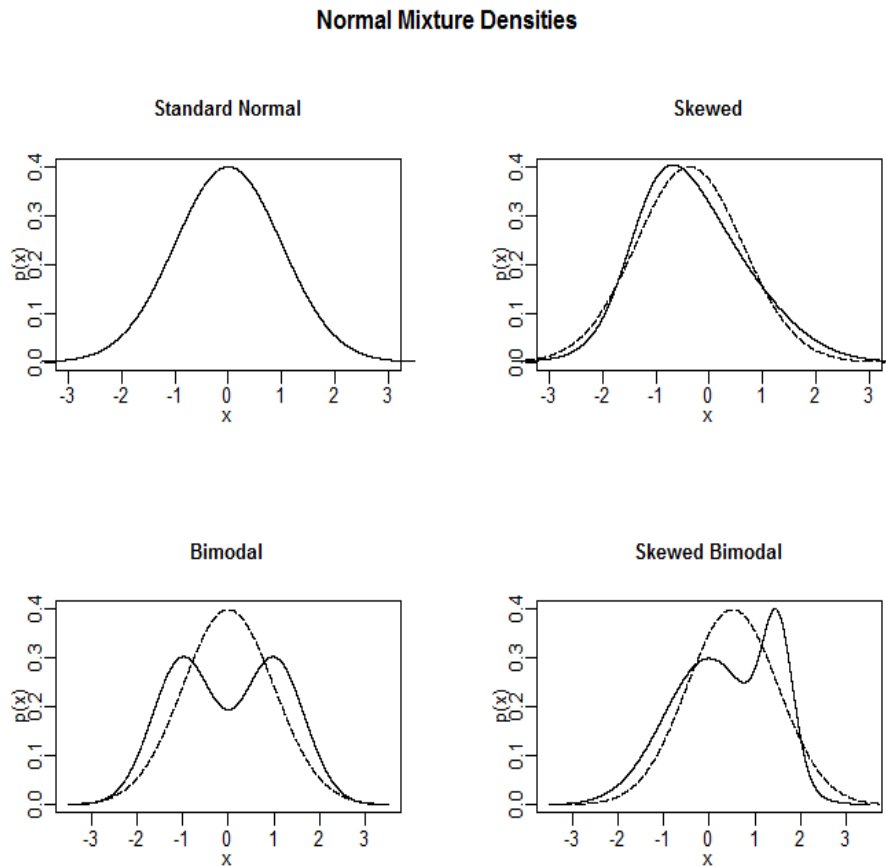 Normal Mixture Densities
Standard Normal
0.4
0.3
0.2
0.1
0.0
p(x)
-3 -2 -1 0 1 2 3
x
Skewed
0.4
0.3
0.2
0.1
0.0
p(x)
-3 -2 -1 0 1 2 3
x
Bimodal
0.4
0.3
0.2
0.1
0.0
p(x)
-3 -2 -1 0 1 2 3
x
Skewed Bimodal
0.4
0.3
0.2
0.1
0.0
p(x)
-3 -2 -1 0 1 2 3
x